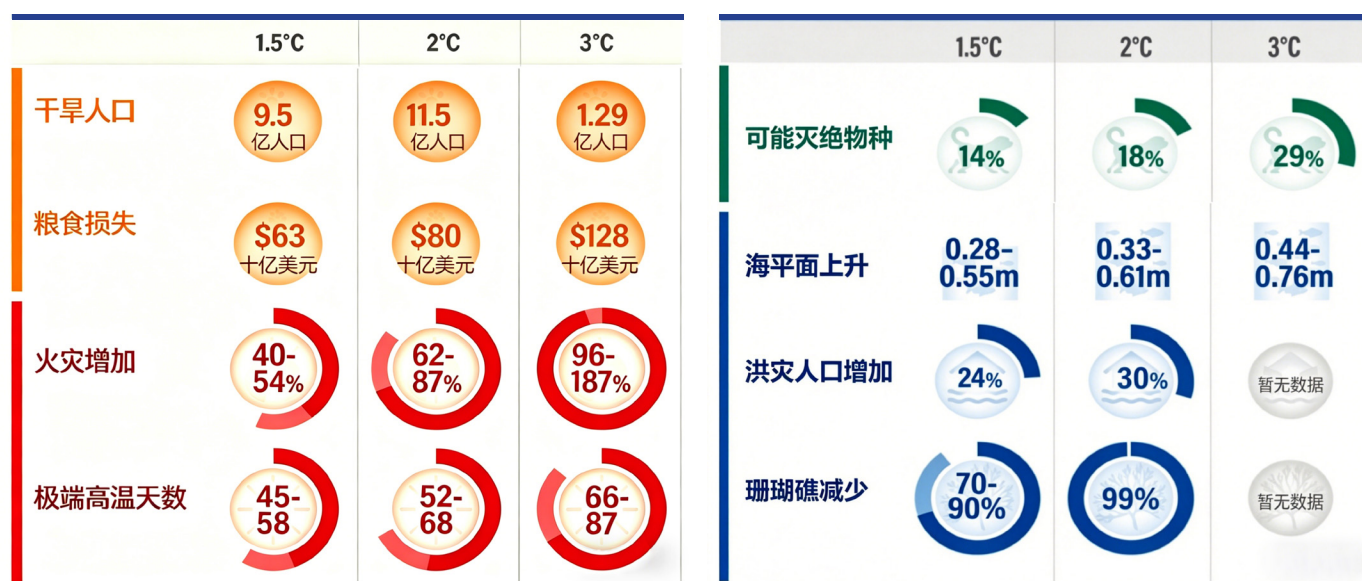 1.5°C 2°C 3°C
干旱人口
9.5
亿人口
11.5
亿人口
1.29
亿人口
粮食损失
$63
十亿美元
$80
十亿美元
$128
十亿美元
火灾增加
40-
54%
62-
87%
96-
187%
极端高温天数
45-
58
52-
68
66-
87
1.5°C 2°C 3°C
可能灭绝物种
14%
18%
29%
海平面上升
0.28-
0.55m
0.33-
0.61m
0.44-
0.76m
洪灾人口增加
24%
30%
暂无数据
珊瑚礁减少
70-
90%
99%
暂无数据